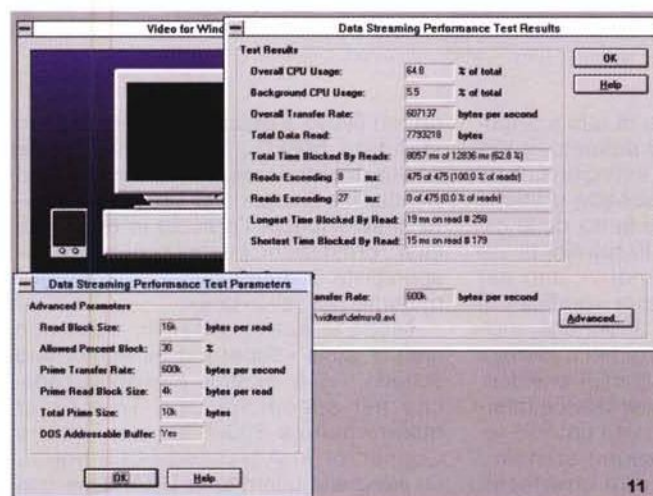 Video for Wind
Data Streaming Performance Test Results
Test Results
Overall CPU Usage: 64.8 % of total
Background CPU Usage: 5.5 % of total
Overall Transfer Rate: 607137 bytes per second
Total Data Read: 7793218 bytes
Total Time Blocked By Reads: 8057 ms of 12836 ms (62.8 %)
Reads Exceeding 8 ms: 475 of 475 (100.0 % of reads)
Reads Exceeding 27 ms: 0 of 475 (0.0 % of reads)
Longest Time Blocked By Read: 19 ms on read # 258
Shortest Time Blocked By Read: 15 ms on read # 179
OK
Help
ansfer Rate: 600k bytes per second
\vidtest\delmsv8.avi
Advanced...
Data Streaming Performance Test Parameters
Advanced Parameters
Read Block Size: 16k bytes per read
Allowed Percent Block: 30 %
Prime Transfer Rate: 600k bytes per second
Prime Read Block Size: 4k bytes per read
Total Prime Size: 10k bytes
DOS Addressable Buffer: Yes
OK
Help
11